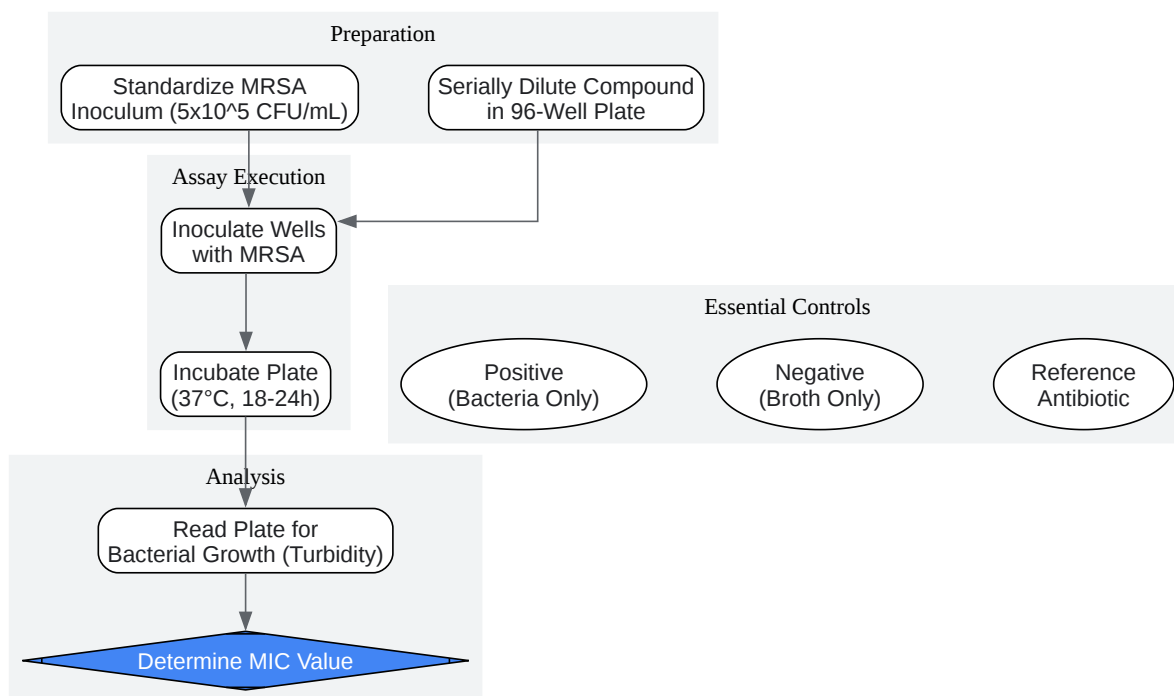 Preparation
Standardize MRSA
Inoculum (5x10^5 CFU/mL)
Serially Dilute Compound
in 96-Well Plate
Assay Execution
Inoculate Wells
with MRSA
Incubate Plate
(37°C, 18-24h)
Essential Controls
Positive
(Bacteria Only)
Negative
(Broth Only)
Reference
Antibiotic
Analysis
Read Plate for
Bacterial Growth (Turbidity)
Determine MIC Value